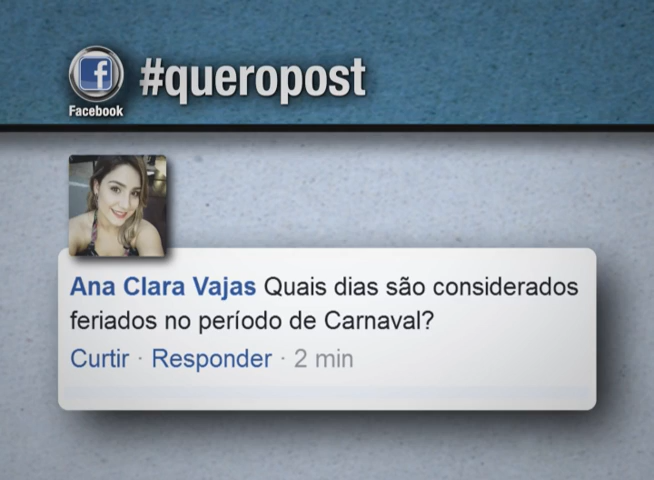 #queropost
Facebook
Ana Clara Vajas Quais dias são considerados
feriados no período de Carnaval?
Curtir · Responder · 2 min